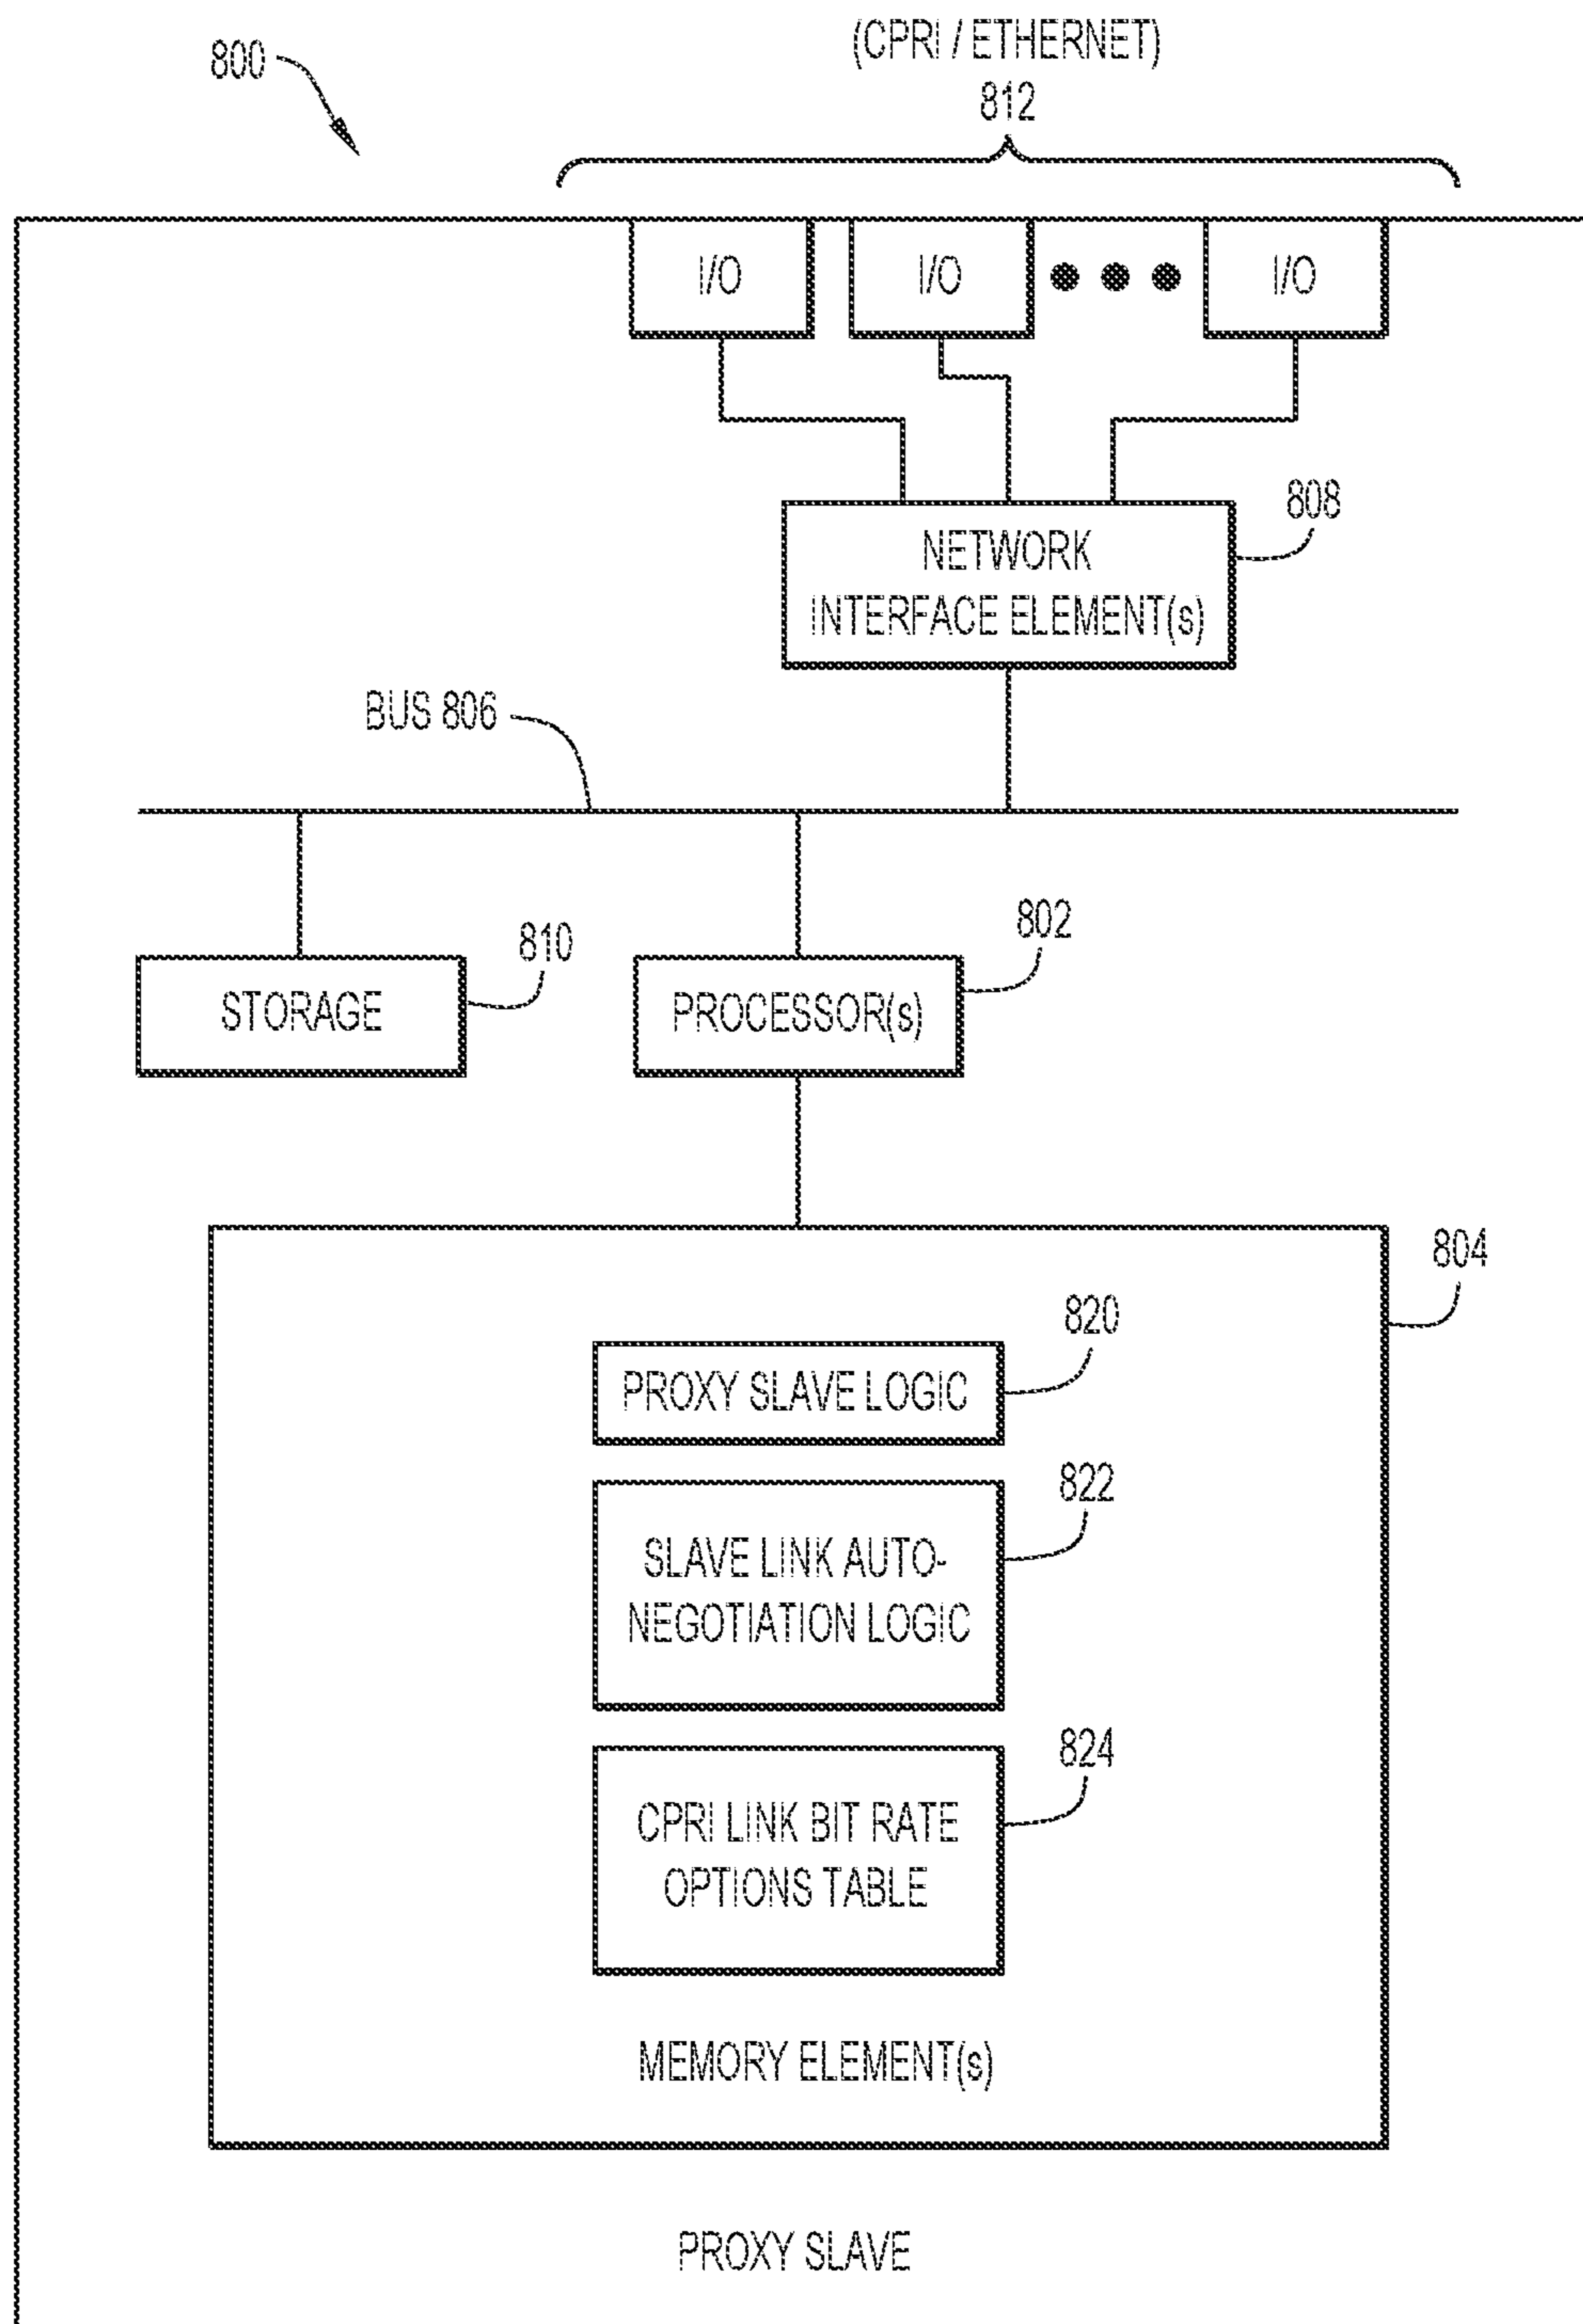 800
(CPRI / ETHERNET)
812
I/O
I/O
I/O
808
NETWORK
INTERFACE ELEMENT(s)
BUS 806
810
802
STORAGE
PROCESSOR(s)
804
820
PROXY SLAVE LOGIC
822
SLAVE LINK AUTO-
NEGOTIATION LOGIC
824
CPRI LINK BIT RATE
OPTIONS TABLE
MEMORY ELEMENT(s)
PROXY SLAVE